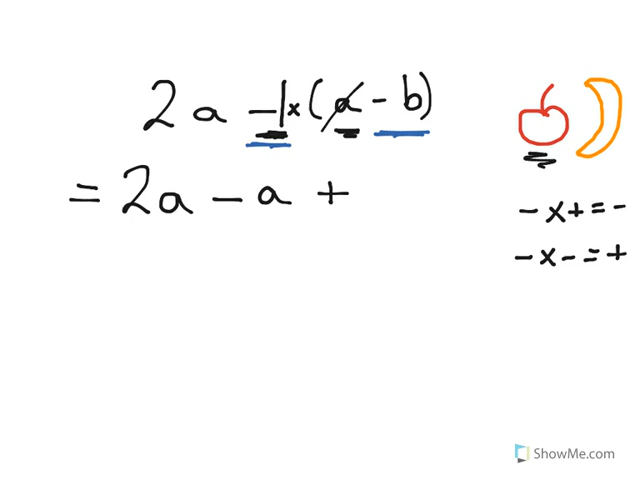 2a -1×(a - b)
= 2a - a +
- x + = -
- x - = +
ShowMe.com